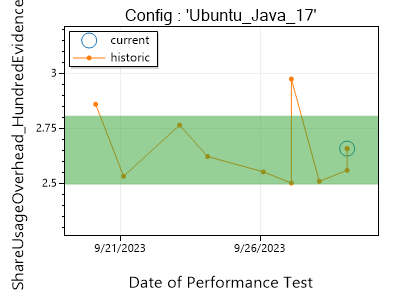 Config : 'Ubuntu_Java_17'
current
historic
ShareUsageOverhead_HundredEvidence
3
2.75
2.5
9/21/2023
9/26/2023
Date of Performance Test